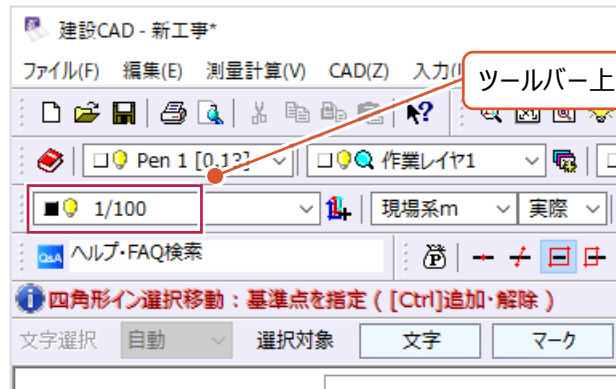 建設CAD - 新工事*
ファイル(F) 編集(E) 測量計算(V) CAD(Z) 入力(I
ツールバー上
Pen 1 [0.13] 作業レイヤ1
1/100 現場系m 実際
Q&A ヘルプ・FAQ検索
四角形イン選択移動：基準点を指定 ( [Ctrl]追加・解除 )
文字選択 自動 選択対象 文字 マーク